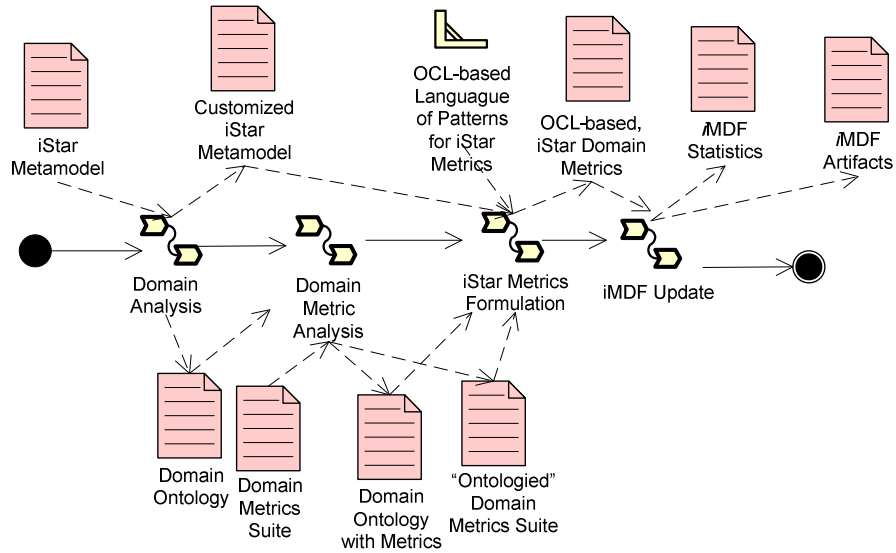 iStar
Metamodel
Customized
iStar
Metamodel
OCL-based
Languague
of Patterns
for iStar
Metrics
OCL-based,
iStar Domain
Metrics
iMDF
Statistics
iMDF
Artifacts
Domain
Analysis
Domain
Metric
Analysis
iStar Metrics
Formulation
iMDF Update
Domain
Ontology
Domain
Metrics
Suite
Domain
Ontology
with Metrics
“Ontologied”
Domain
Metrics Suite